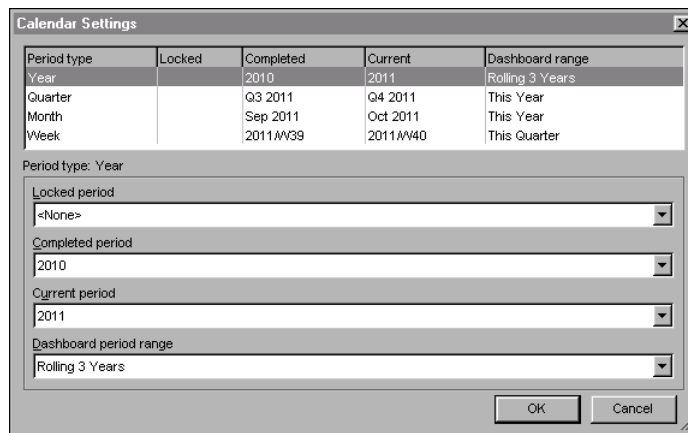 Calendar Settings
Period type Locked Completed Current Dashboard range
Year 2010 2011 Rolling 3 Years
Quarter Q3 2011 Q4 2011 This Year
Month Sep 2011 Oct 2011 This Year
Week 2011/W39 2011/W40 This Quarter
Period type: Year
Locked period
<None>
Completed period
2010
Current period
2011
Dashboard period range
Rolling 3 Years
OK Cancel